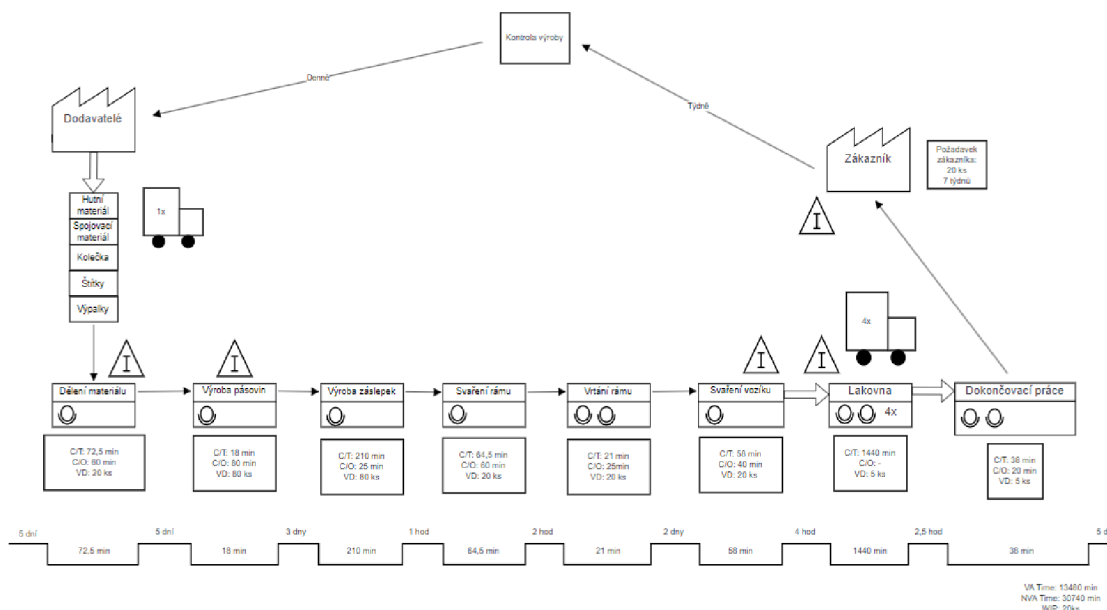 Kontrola výroby
Denně
Týdně
Dodavatelé
Zákazník
Požadavek
zákazníka:
20 ks
7 týdnů
I
Hutní
materiál
Spojovací
materiál
Kolečka
Štítky
Výpalky
1x
4x
I
I
I
I
Dělení materiálu
Výroba pásovin
Výroba záslepek
Svaření rámu
Vrtání rámu
Svaření vozíku
Lakovna
4x
Dokončovací práce
C/T: 72,5 min
C/O: 60 min
VD: 20 ks
C/T: 18 min
C/O: 80 min
VD: 80 ks
C/T: 210 min
C/O: 25 min
VD: 80 ks
C/T: 64,5 min
C/O: 60 min
VD: 20 ks
C/T: 21 min
C/O: 25min
VD: 20 ks
C/T: 58 min
C/O: 40 min
VD: 20 ks
C/T: 1440 min
C/O: -
VD: 5 ks
C/T: 38 min
C/O: 20 min
VD: 5 ks
5 dní
5 dní
3 dny
1 hod
2 hod
2 dny
4 hod
2,5 hod
72,5 min
18 min
210 min
64,5 min
21 min
58 min
1440 min
38 min
VA Time: 13480 min
NVA Time: 30740 min
WIP: 20ks